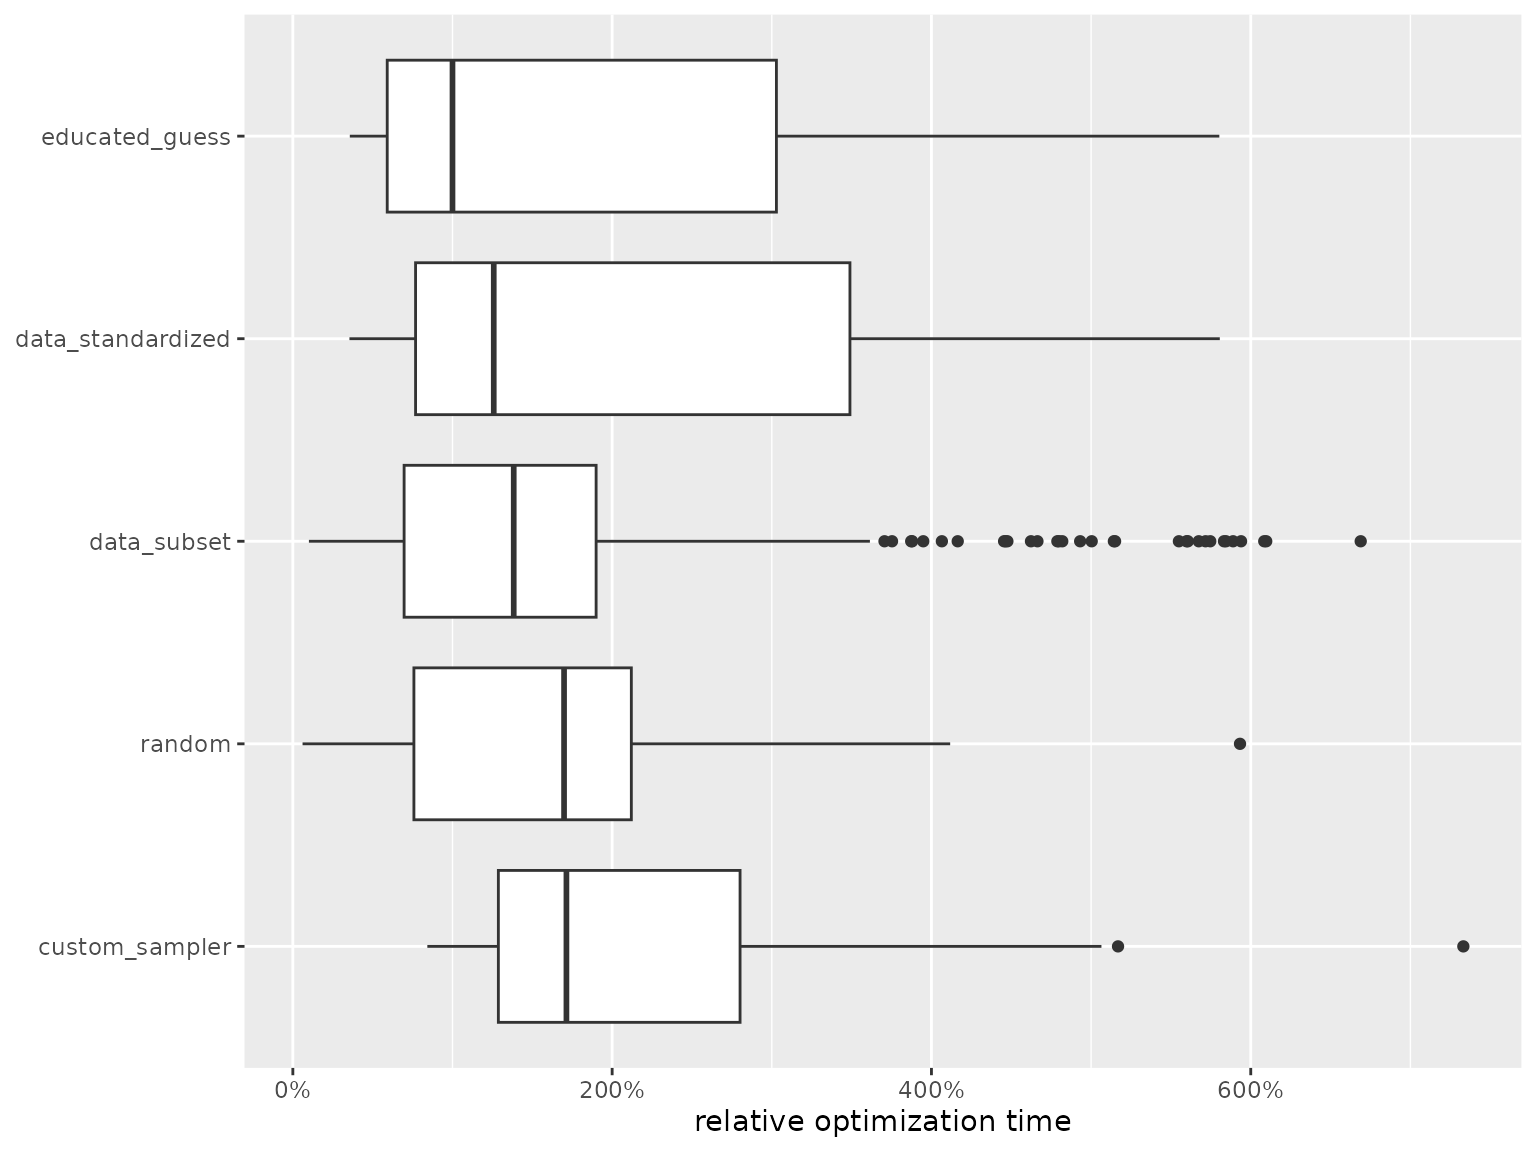 educated_guess
data_standardized
data_subset
random
custom_sampler
0% 200% 400% 600%
relative optimization time